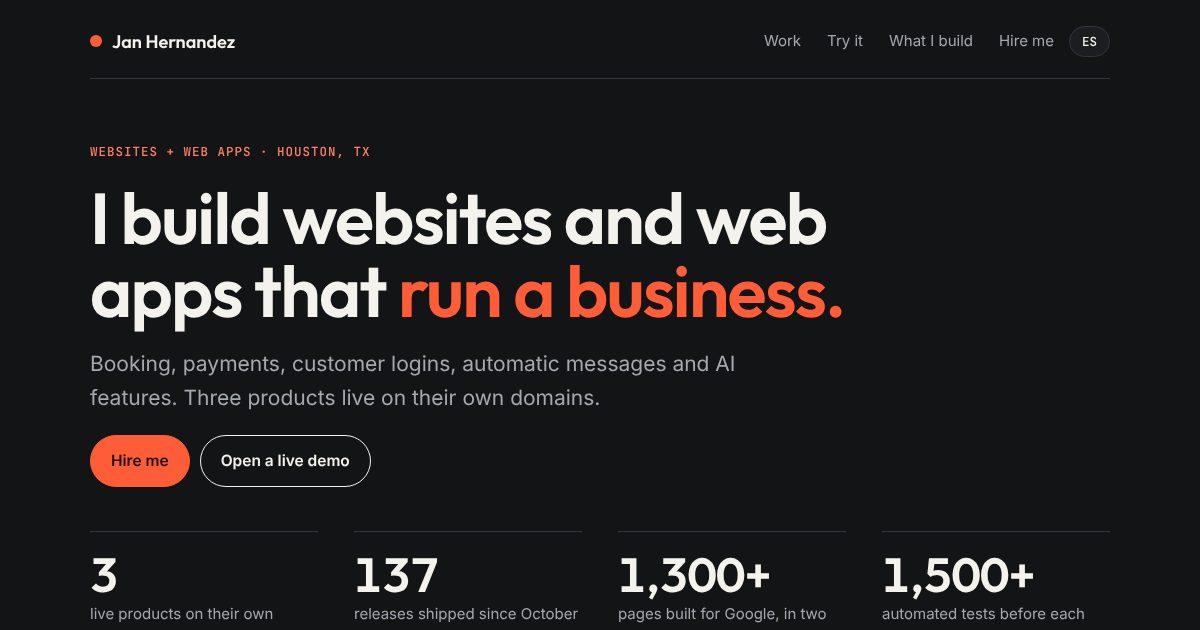 Jan Hernandez
Work
Try it
What I build
Hire me
ES
WEBSITES + WEB APPS · HOUSTON, TX
I build websites and web
apps that run a business.
Booking, payments, customer logins, automatic messages and AI
features. Three products live on their own domains.
Hire me
Open a live demo
3
live products on their own
137
releases shipped since October
1,300+
pages built for Google, in two
1,500+
automated tests before each